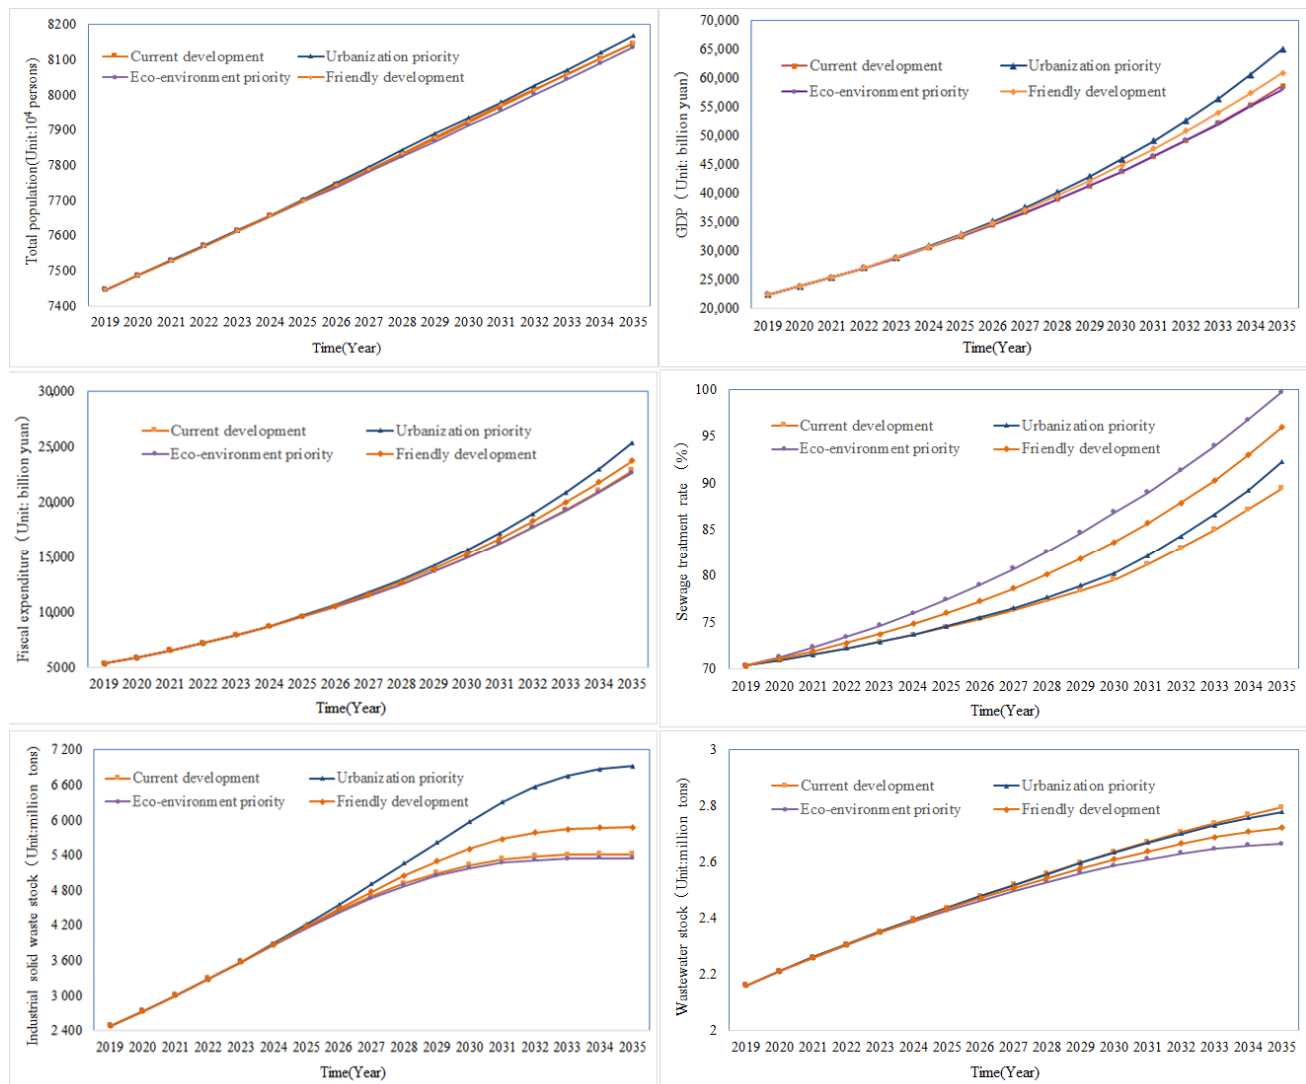 Total population(Unit:10⁴ persons)
8200
8100
8000
7900
7800
7700
7600
7500
7400
Current development
Urbanization priority
Eco-environment priority
Friendly development
2019 2020 2021 2022 2023 2024 2025 2026 2027 2028 2029 2030 2031 2032 2033 2034 2035
Time(Year)
GDP（Unit: billion yuan)
70,000
65,000
60,000
55,000
50,000
45,000
40,000
35,000
30,000
25,000
20,000
Current development
Urbanization priority
Eco-environment priority
Friendly development
2019 2020 2021 2022 2023 2024 2025 2026 2027 2028 2029 2030 2031 2032 2033 2034 2035
Time(Year)
Fiscal expenditure（Unit: billion yuan)
30,000
25,000
20,000
15,000
10,000
5000
Current development
Urbanization priority
Eco-environment priority
Friendly development
2019 2020 2021 2022 2023 2024 2025 2026 2027 2028 2029 2030 2031 2032 2033 2034 2035
Time(Year)
Sewage treatment rate（%）
100
95
90
85
80
75
70
Current development
Urbanization priority
Eco-environment priority
Friendly development
2019 2020 2021 2022 2023 2024 2025 2026 2027 2028 2029 2030 2031 2032 2033 2034 2035
Time(Year)
Industrial solid waste stock（Unit:million tons)
7 200
6 600
6 000
5 400
4 800
4 200
3 600
3 000
2 400
Current development
Urbanization priority
Eco-environment priority
Friendly development
2019 2020 2021 2022 2023 2024 2025 2026 2027 2028 2029 2030 2031 2032 2033 2034 2035
Time(Year)
Wastewater stock（Unit:million tons)
3
2.8
2.6
2.4
2.2
2
Current development
Urbanization priority
Eco-environment priority
Friendly development
2019 2020 2021 2022 2023 2024 2025 2026 2027 2028 2029 2030 2031 2032 2033 2034 2035
Time(Year)